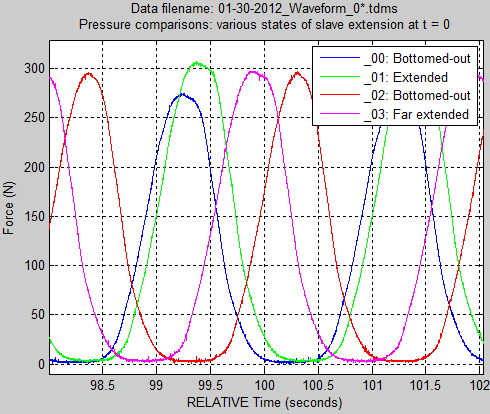 Data filename: 01-30-2012_Waveform_0*.tdms
Pressure comparisons: various states of slave extension at t = 0
_00: Bottomed-out
_01: Extended
_02: Bottomed-out
_03: Far extended
300
250
200
150
100
50
0
Force (N)
98.5 99 99.5 100 100.5 101 101.5 102
RELATIVE Time (seconds)